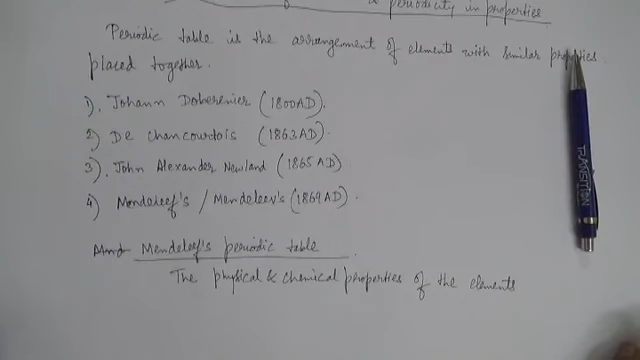 periodicity in properties
Periodic table is the arrangement of elements with similar properties
placed together.
1). Johann Doberenier (1800AD).
2) De Chancourtois (1863AD).
3). John Alexander Newland (1865 AD)
4) Mendeleef's / Mendeleev's (1869 AD).
Mendeleef's periodic table
The physical & chemical properties of the elements
TRANSITION